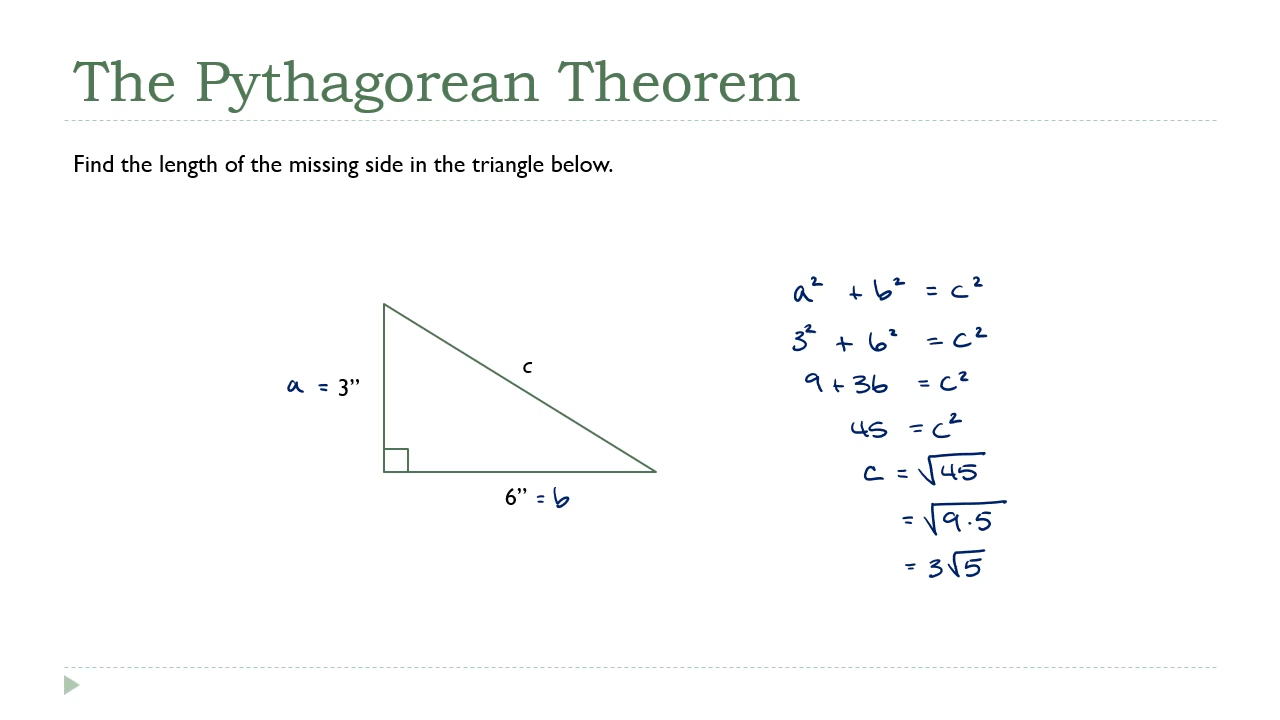 The Pythagorean Theorem
Find the length of the missing side in the triangle below.
c
a = 3”
6” = b
a² + b² = c²
3² + 6² = c²
9 + 36 = c²
45 = c²
c = √45
= √9·5
= 3√5